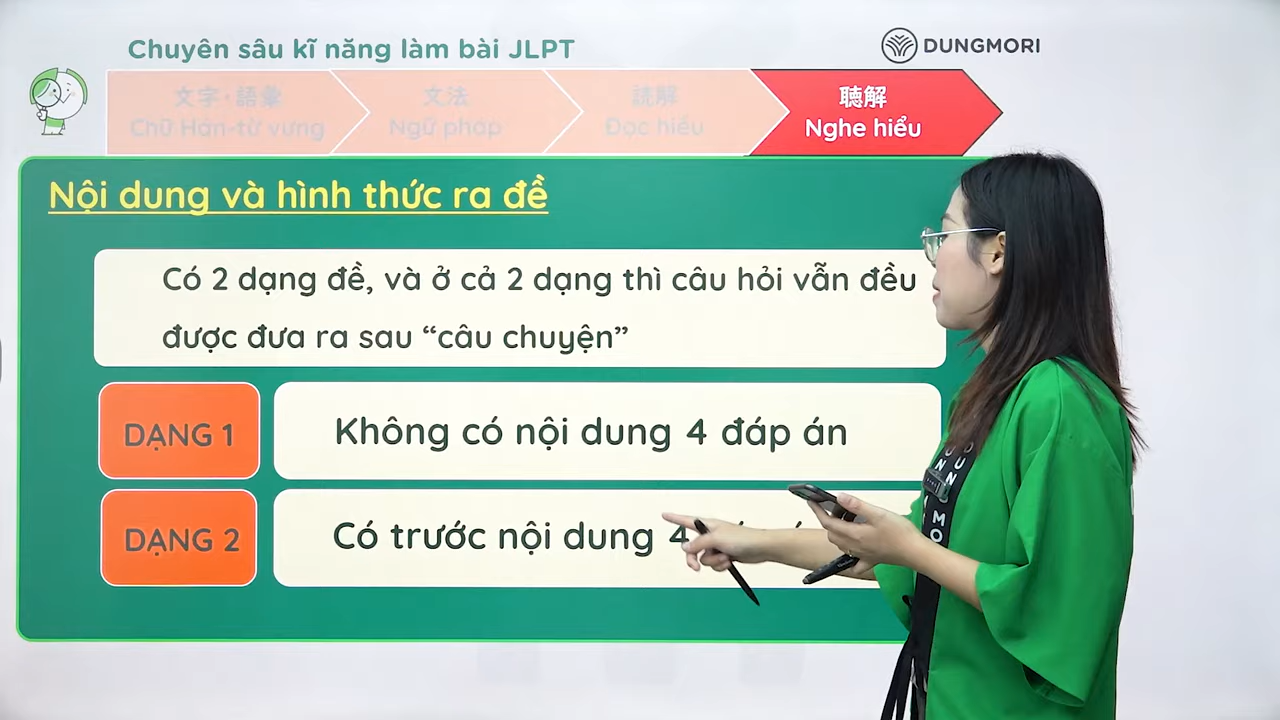 Chuyên sâu kĩ năng làm bài JLPT
DUNGMORI
文字・語彙
Chữ Hán-từ vựng
文法
Ngữ pháp
読解
Đọc hiểu
聴解
Nghe hiểu
Nội dung và hình thức ra đề
Có 2 dạng đề, và ở cả 2 dạng thì câu hỏi vẫn đều
được đưa ra sau “câu chuyện”
DẠNG 1
Không có nội dung 4 đáp án
DẠNG 2
Có trước nội dung 4